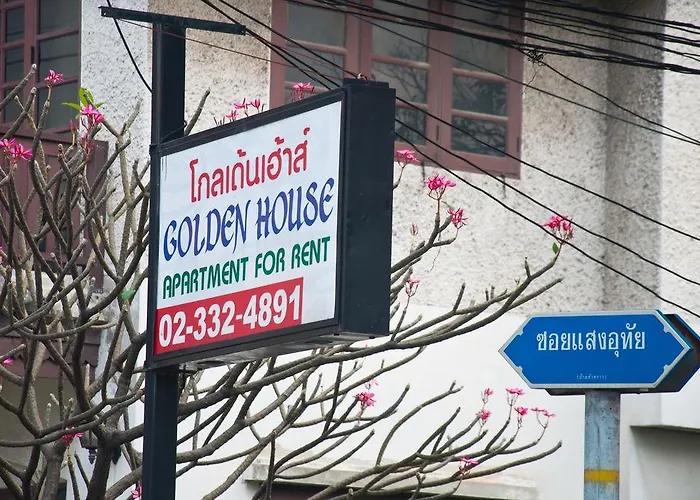 โกลเด้นเฮ้าส์
GOLDEN HOUSE
APARTMENT FOR RENT
02-332-4891
ซอยแสงอุทัย